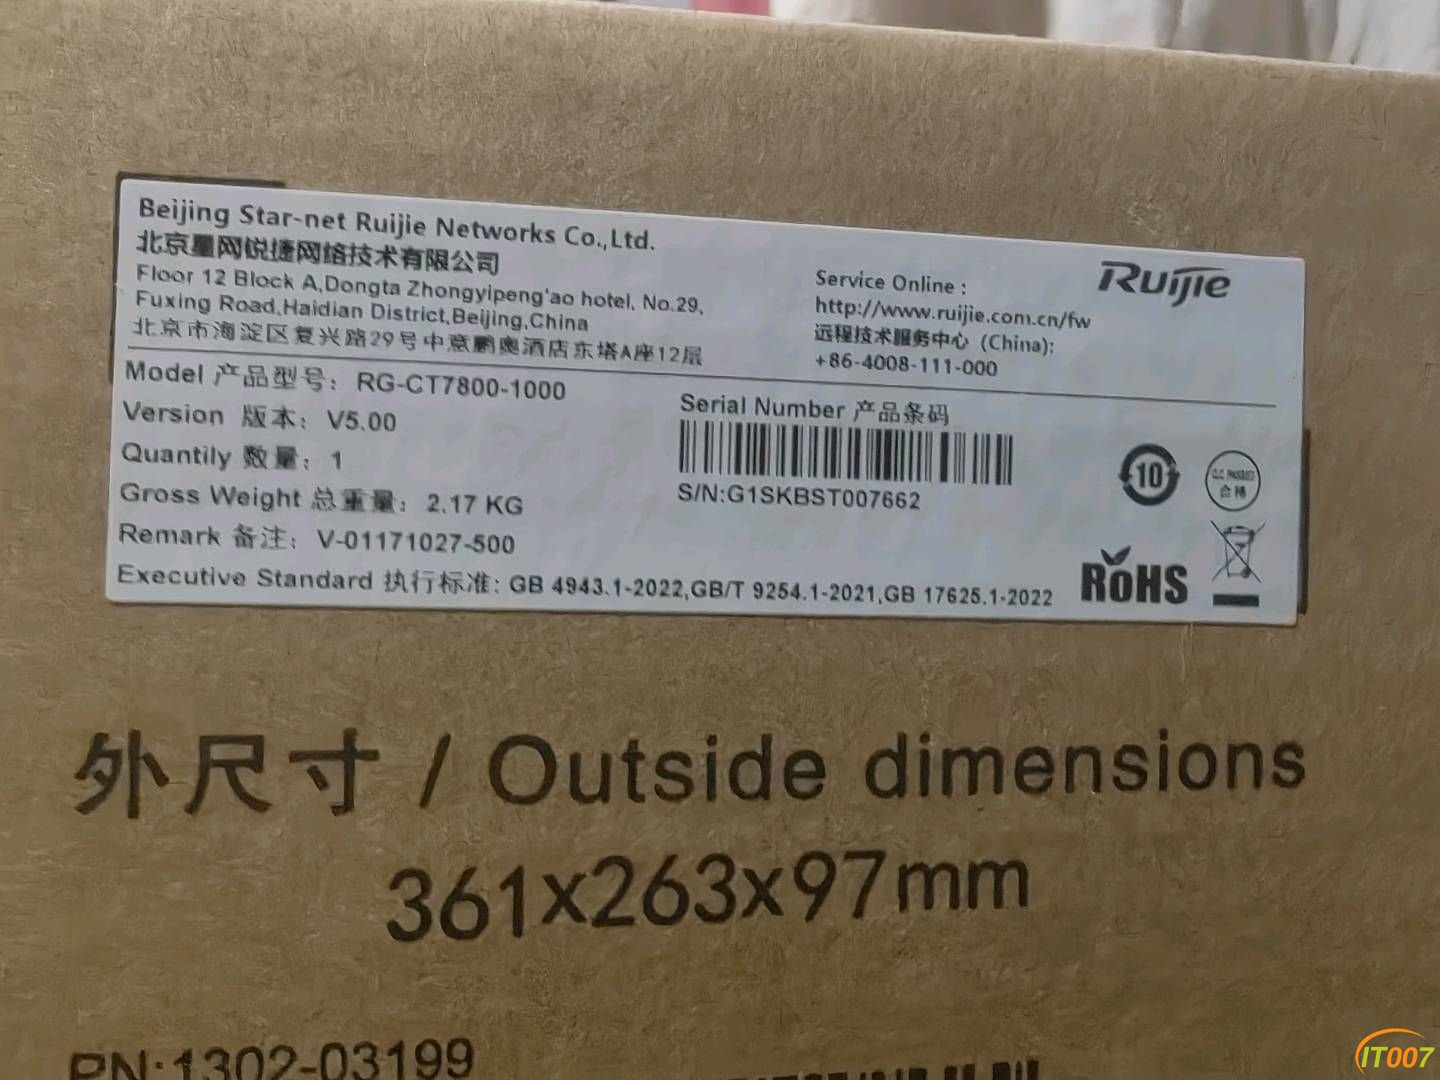 Beijing Star-net Ruijie Networks Co.,Ltd.
北京星网锐捷网络技术有限公司
Floor 12 Block A,Dongta Zhongyipeng'ao hotel, No.29,
Fuxing Road,Haidian District,Beijing,China
北京市海淀区复兴路29号中意鹏奥酒店东塔A座12层
Service Online :
http://www.ruijie.com.cn/fw
远程技术服务中心 (China):
+86-4008-111-000
Ruijie
Model 产品型号: RG-CT7800-1000
Version 版本: V5.00
Quantily 数量: 1
Gross Weight 总重量: 2.17 KG
Remark 备注: V-01171027-500
Executive Standard 执行标准: GB 4943.1-2022,GB/T 9254.1-2021,GB 17625.1-2022
Serial Number 产品条码
S/N:G1SKBST007662
10
Q.C PASSED
合格
RoHS
外尺寸 / Outside dimensions
361x263x97mm
PN:1302-03199
IT007